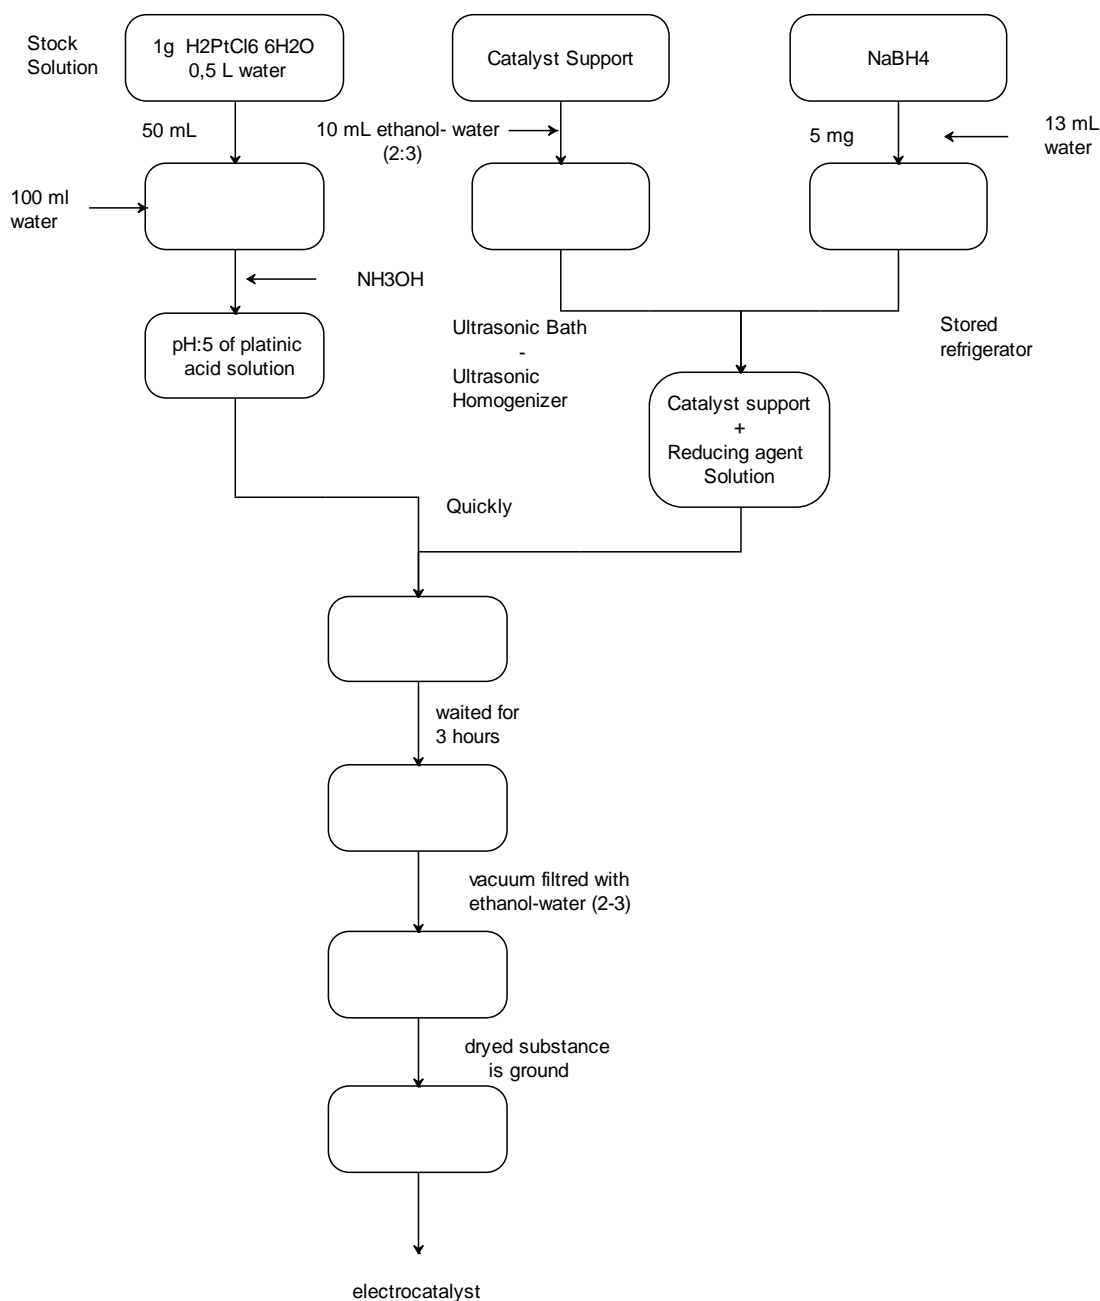 Stock
Solution
1g H2PtCl6 6H2O
0,5 L water
Catalyst Support
NaBH4
50 mL
10 mL ethanol- water
(2:3)
5 mg
13 mL
water
100 ml
water
NH3OH
pH:5 of platinic
acid solution
Ultrasonic Bath
-
Ultrasonic
Homogenizer
Stored
refrigerator
Catalyst support
+
Reducing agent
Solution
Quickly
waited for
3 hours
vacuum filtred with
ethanol-water (2-3)
dryed substance
is ground
electrocatalyst